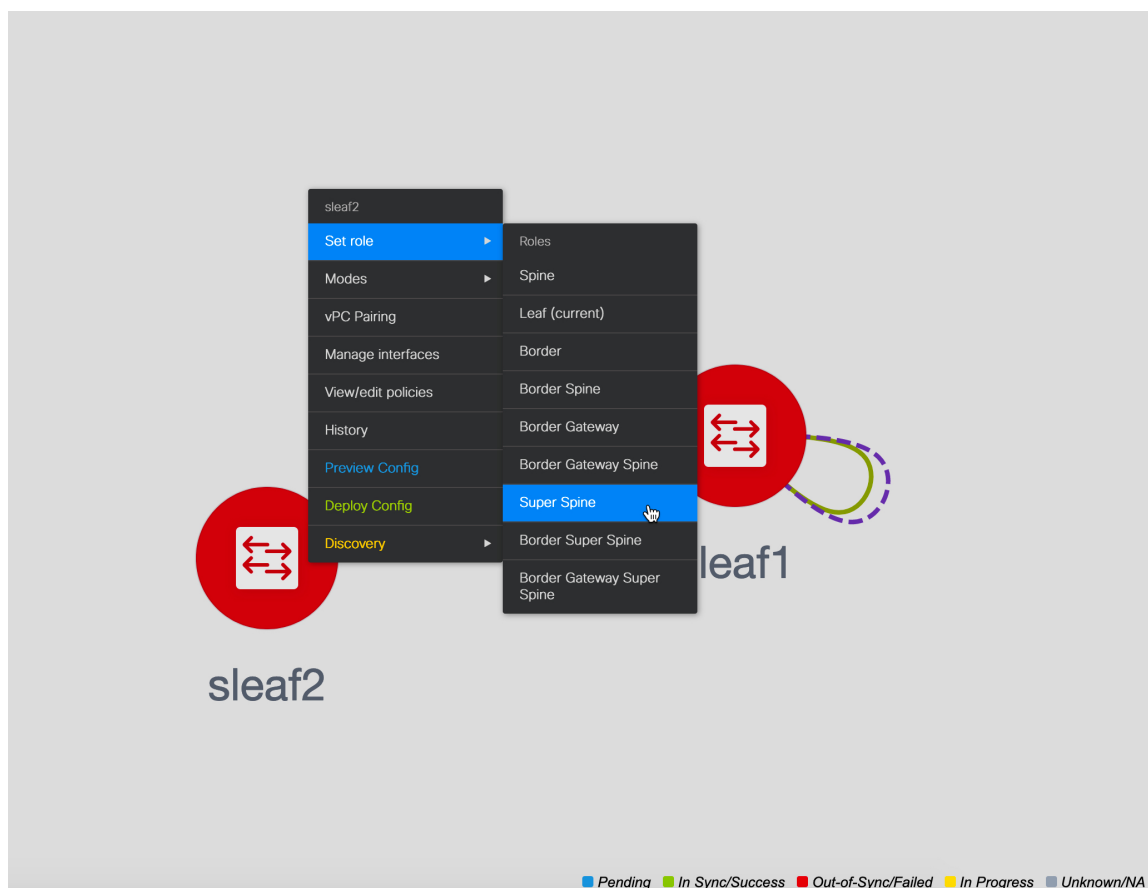 sleaf2
Set role
Modes
vPC Pairing
Manage interfaces
View/edit policies
History
Preview Config
Deploy Config
Discovery
Roles
Spine
Leaf (current)
Border
Border Spine
Border Gateway
Border Gateway Spine
Super Spine
Border Super Spine
Border Gateway Super
Spine
leaf1
sleaf2
Pending In Sync/Success Out-of-Sync/Failed In Progress Unknown/NA